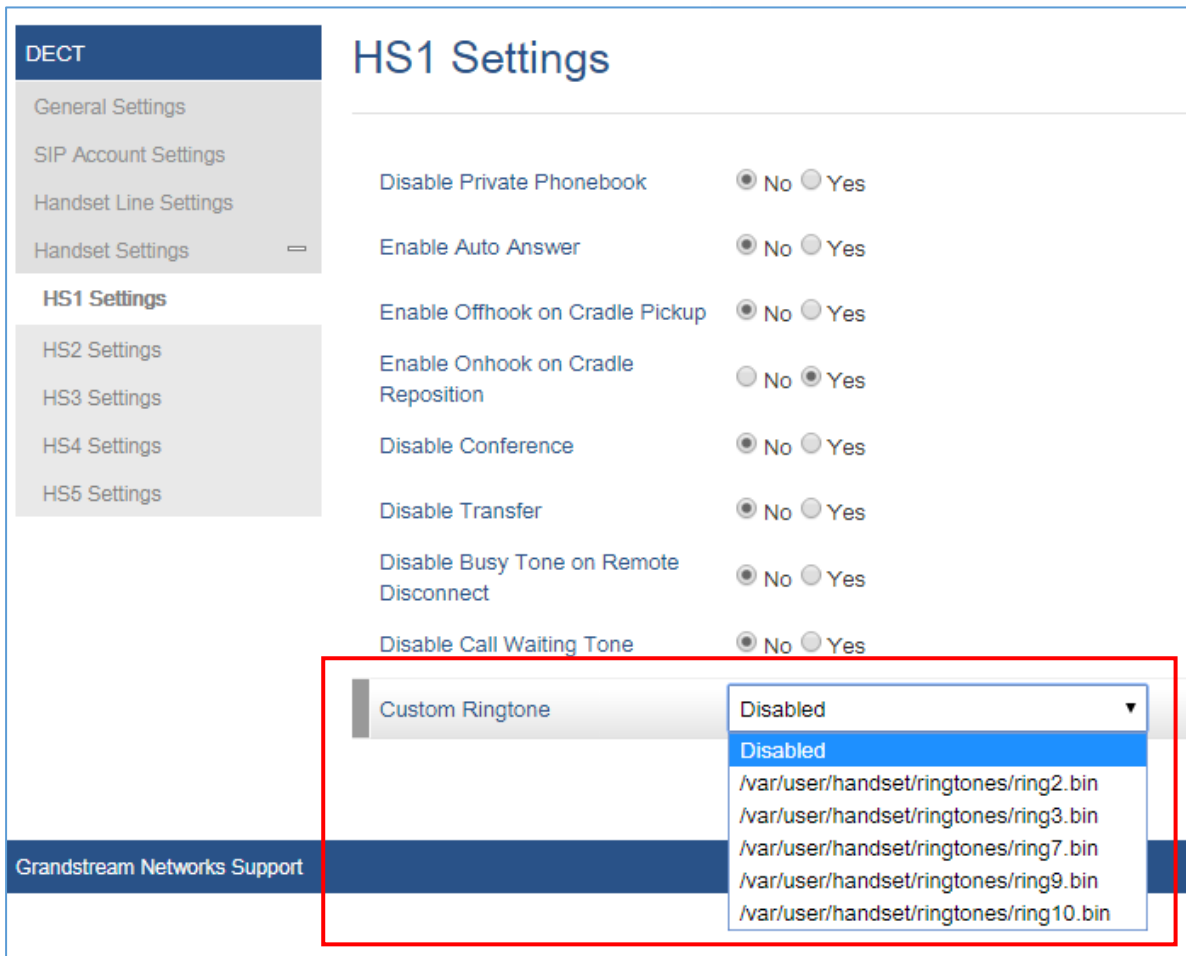 DECT
General Settings
SIP Account Settings
Handset Line Settings
Handset Settings
HS1 Settings
HS2 Settings
HS3 Settings
HS4 Settings
HS5 Settings
HS1 Settings
Disable Private Phonebook No Yes
Enable Auto Answer No Yes
Enable Offhook on Cradle Pickup No Yes
Enable Onhook on Cradle
Reposition No Yes
Disable Conference No Yes
Disable Transfer No Yes
Disable Busy Tone on Remote
Disconnect No Yes
Disable Call Waiting Tone No Yes
Custom Ringtone Disabled
Disabled
/var/user/handset/ringtones/ring2.bin
/var/user/handset/ringtones/ring3.bin
/var/user/handset/ringtones/ring7.bin
/var/user/handset/ringtones/ring9.bin
/var/user/handset/ringtones/ring10.bin
Grandstream Networks Support